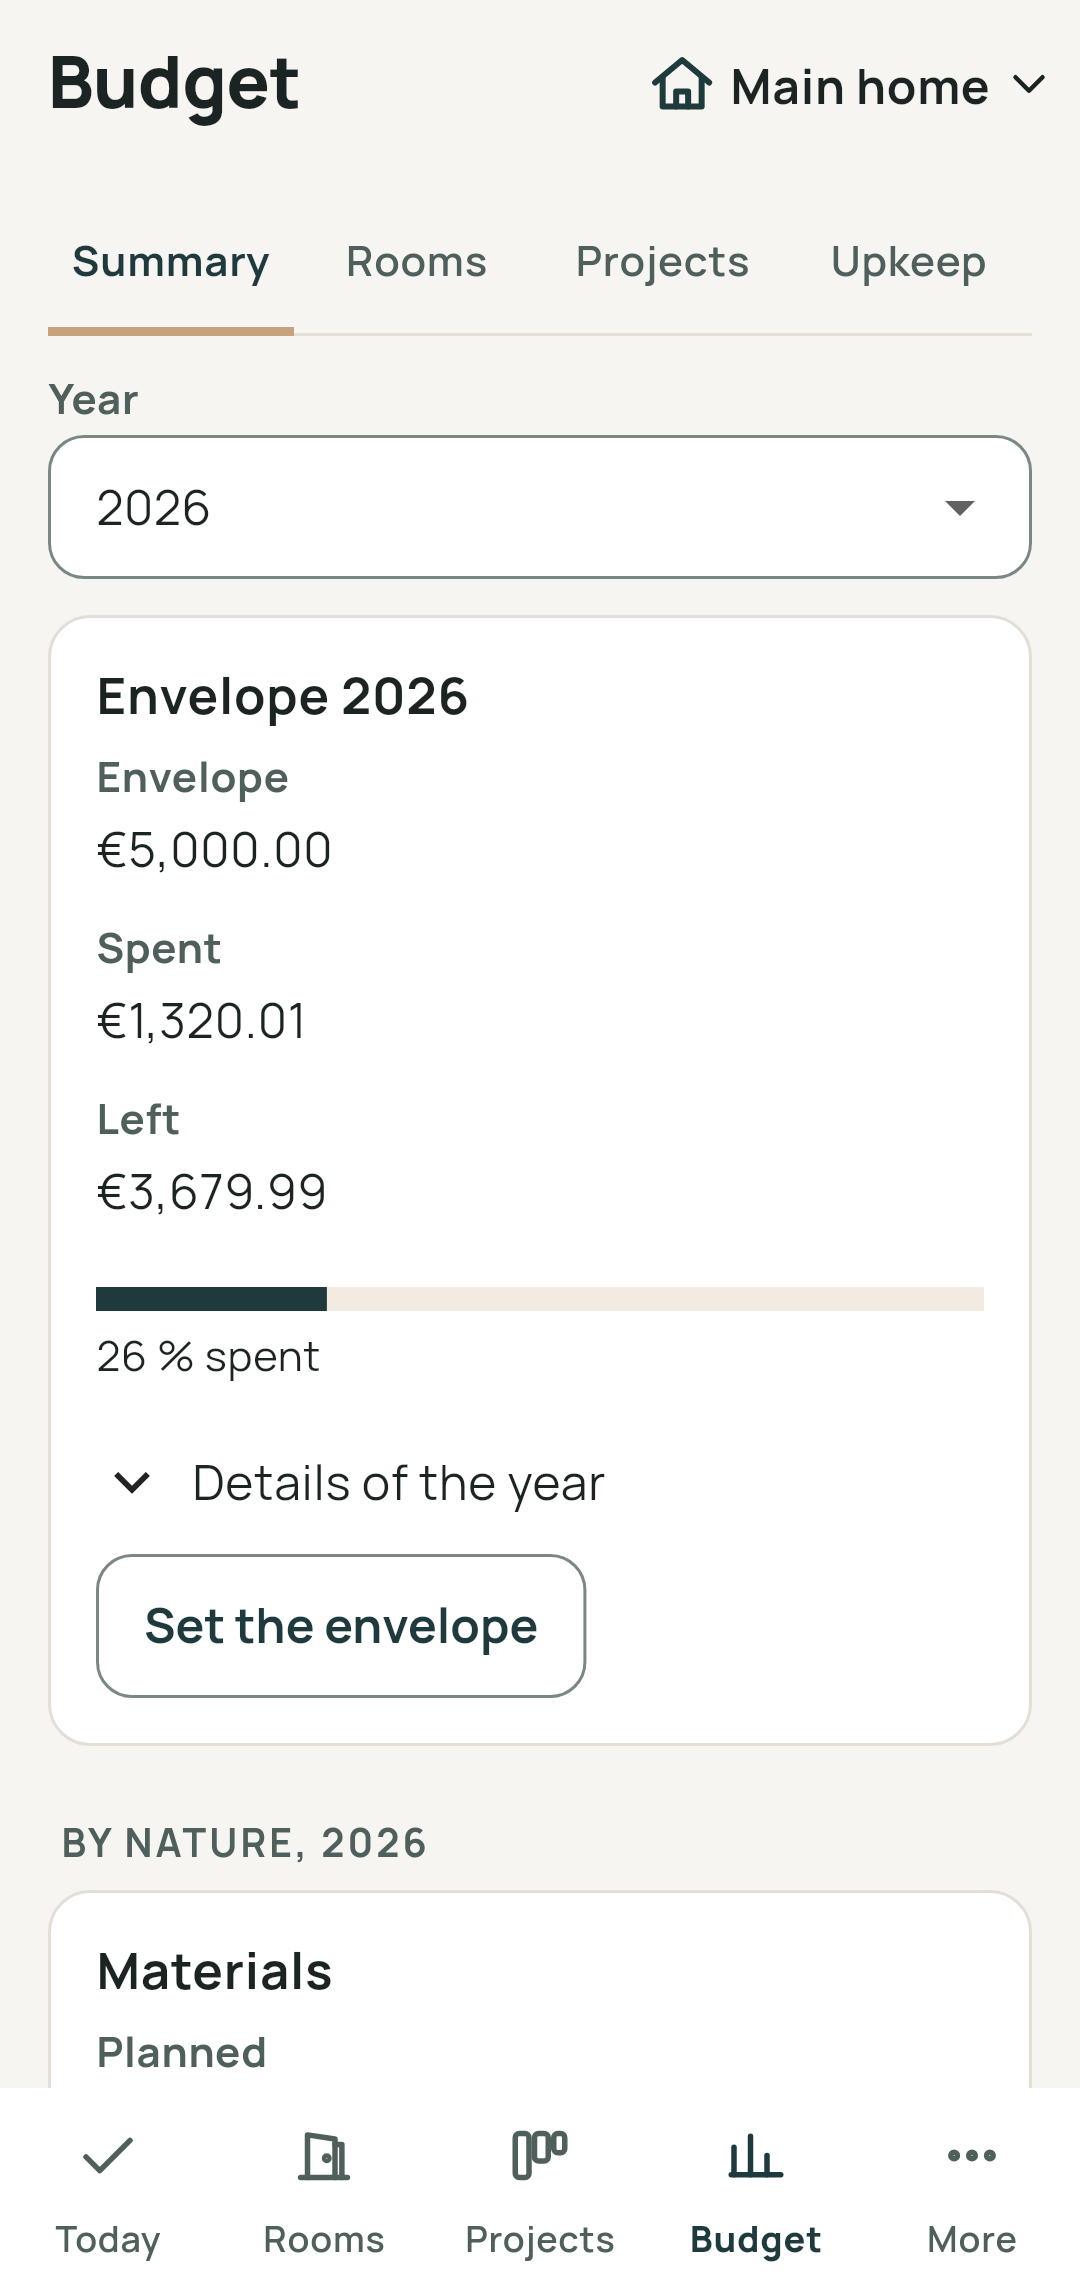 Budget
Main home
Summary Rooms Projects Upkeep
Year
2026
Envelope 2026
Envelope
€5,000.00
Spent
€1,320.01
Left
€3,679.99
26 % spent
Details of the year
Set the envelope
BY NATURE, 2026
Materials
Planned
Today Rooms Projects Budget More